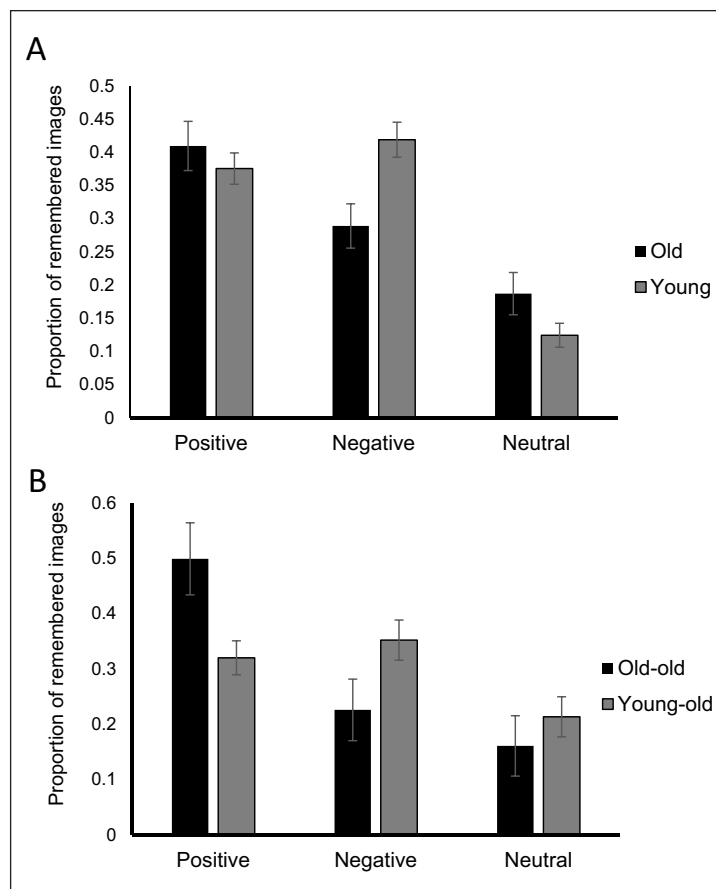 A
Proportion of remembered images
0.5
0.45
0.4
0.35
0.3
0.25
0.2
0.15
0.1
0.05
0
Positive Negative Neutral
Old
Young
B
Proportion of remembered images
0.6
0.5
0.4
0.3
0.2
0.1
0
Positive Negative Neutral
Old-old
Young-old